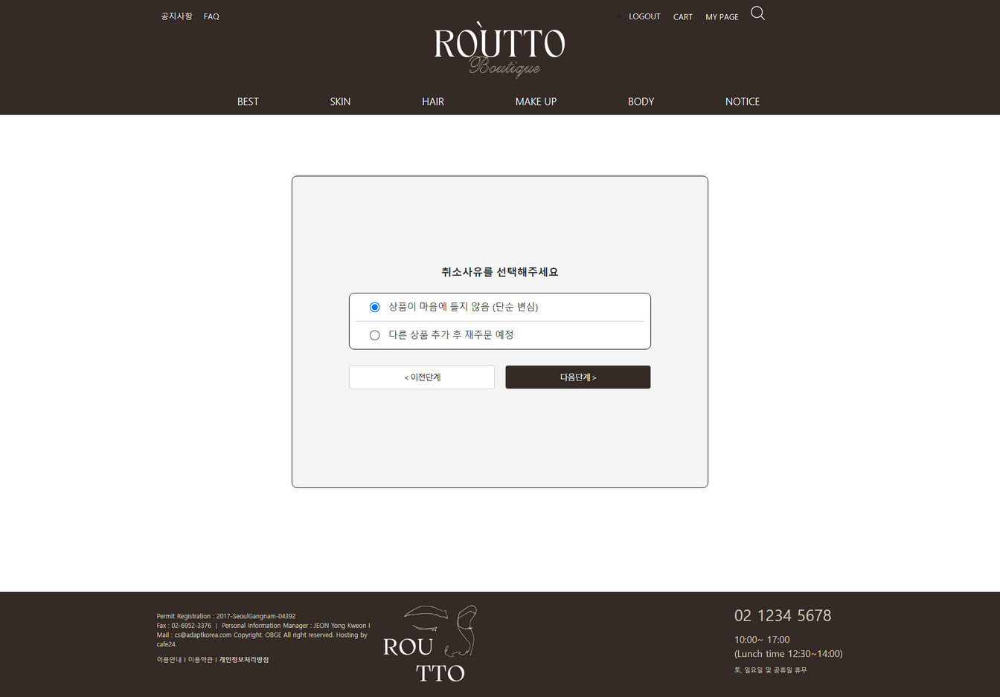 공지사항 FAQ
LOGOUT CART MY PAGE
ROÙTTO
Boutique
BEST SKIN HAIR MAKE UP BODY NOTICE
취소사유를 선택해주세요
상품이 마음에 들지 않음 (단순 변심)
다른 상품 추가 후 재주문 예정
< 이전단계 다음단계 >
Permit Registration : 2017-SeoulGangnam-04392
Fax : 02-6952-3376 ㅣ Personal Information Manager : JEON Yong Kweon I
Mail : cs@adaptkorea.com Copyright. OBGE All right reserved. Hosting by
cafe24.
이용안내 I 이용약관 I 개인정보처리방침
ROU
TTO
02 1234 5678
10:00~ 17:00
(Lunch time 12:30~14:00)
토, 일요일 및 공휴일 휴무